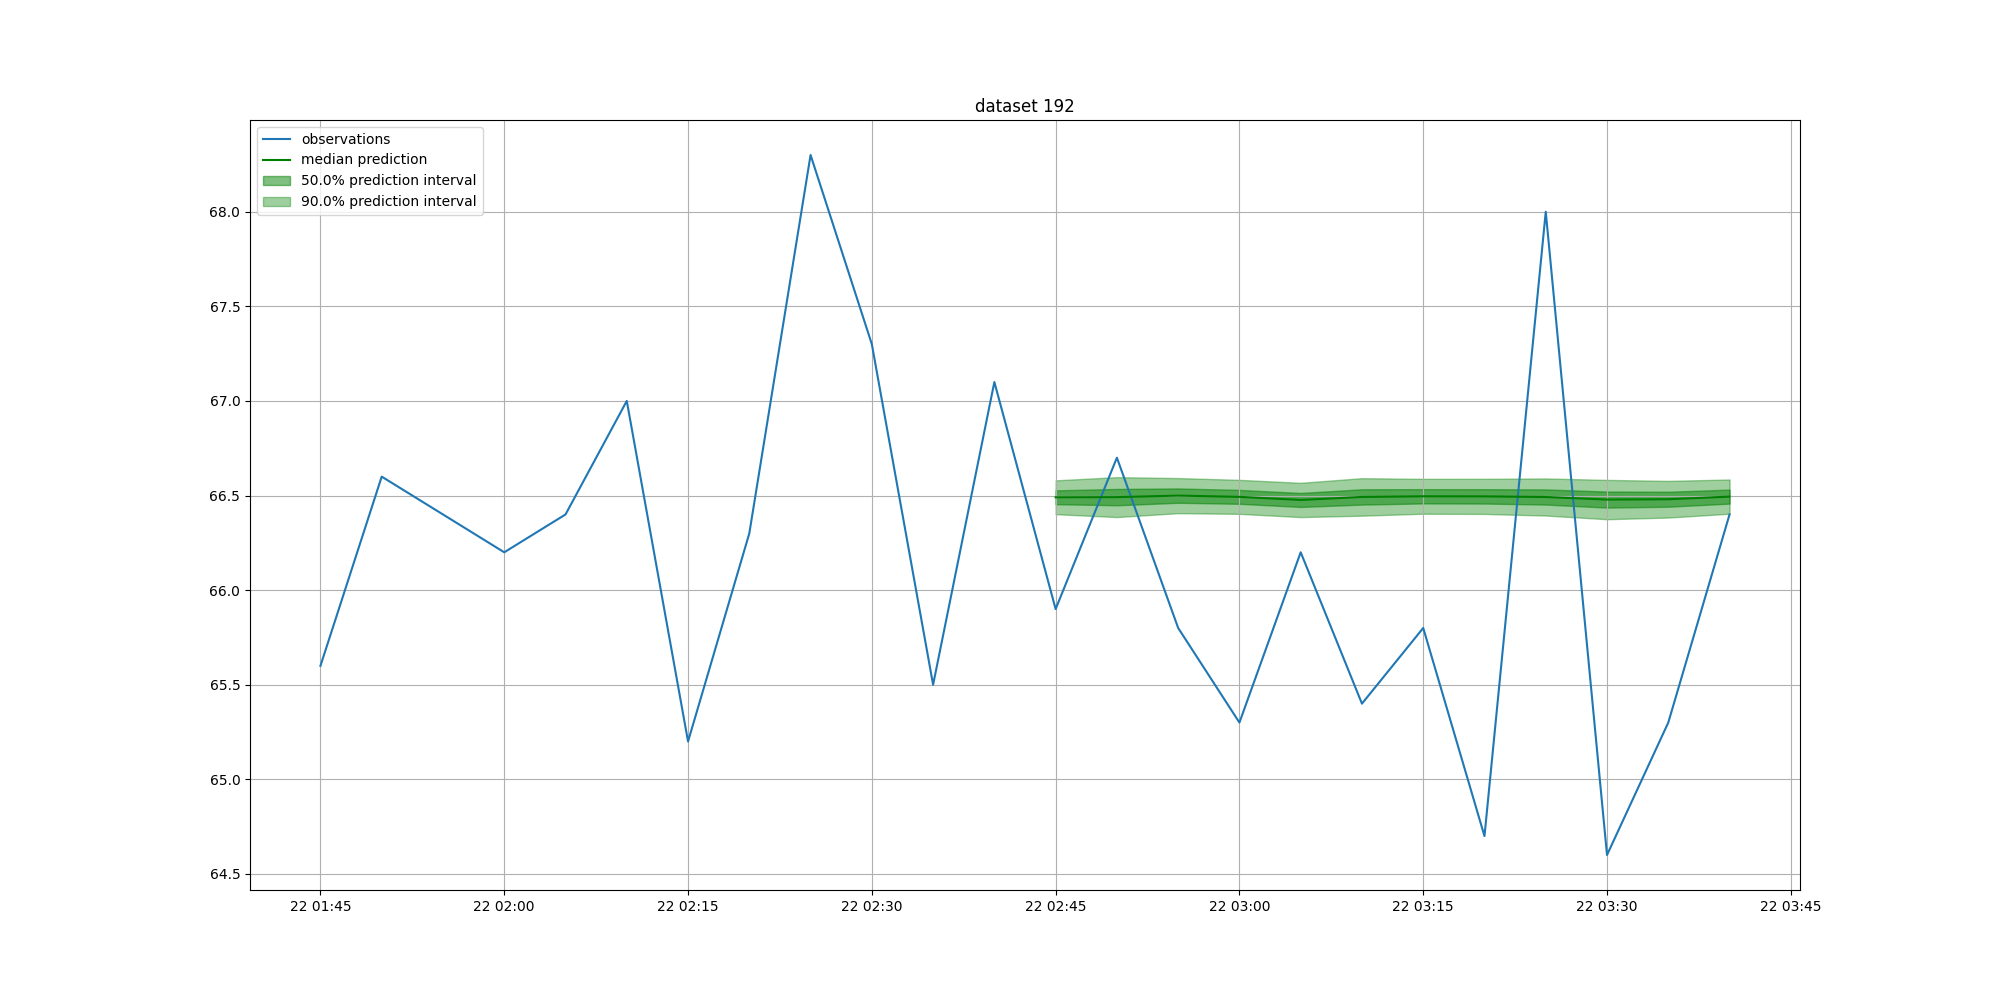 dataset 192
observations
median prediction
50.0% prediction interval
90.0% prediction interval
68.0
67.5
67.0
66.5
66.0
65.5
65.0
64.5
22 01:45 22 02:00 22 02:15 22 02:30 22 02:45 22 03:00 22 03:15 22 03:30 22 03:45